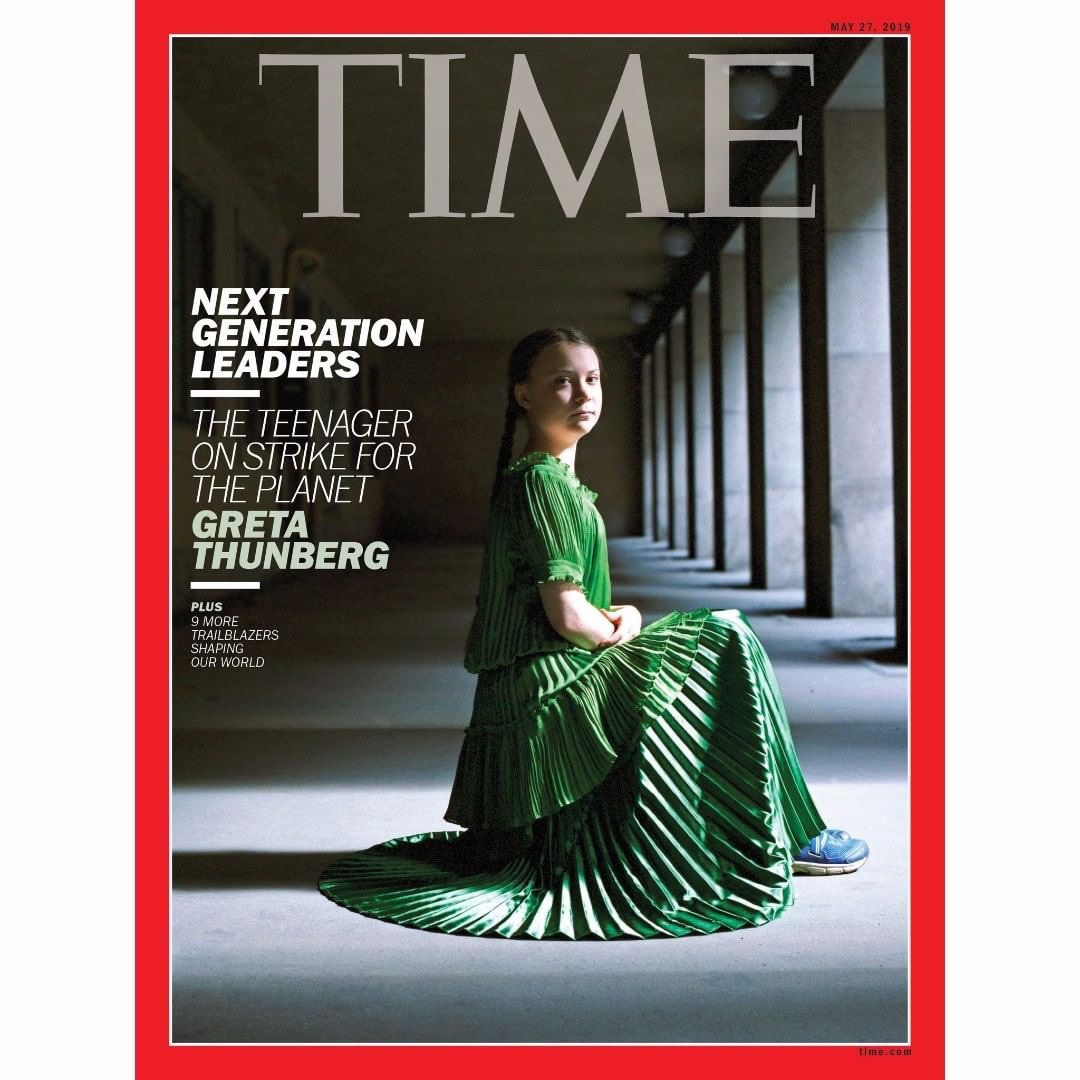 MAY 27, 2019
TIME
NEXT
GENERATION
LEADERS
THE TEENAGER
ON STRIKE FOR
THE PLANET
GRETA
THUNBERG
PLUS
9 MORE
TRAILBLAZERS
SHAPING
OUR WORLD
time.com